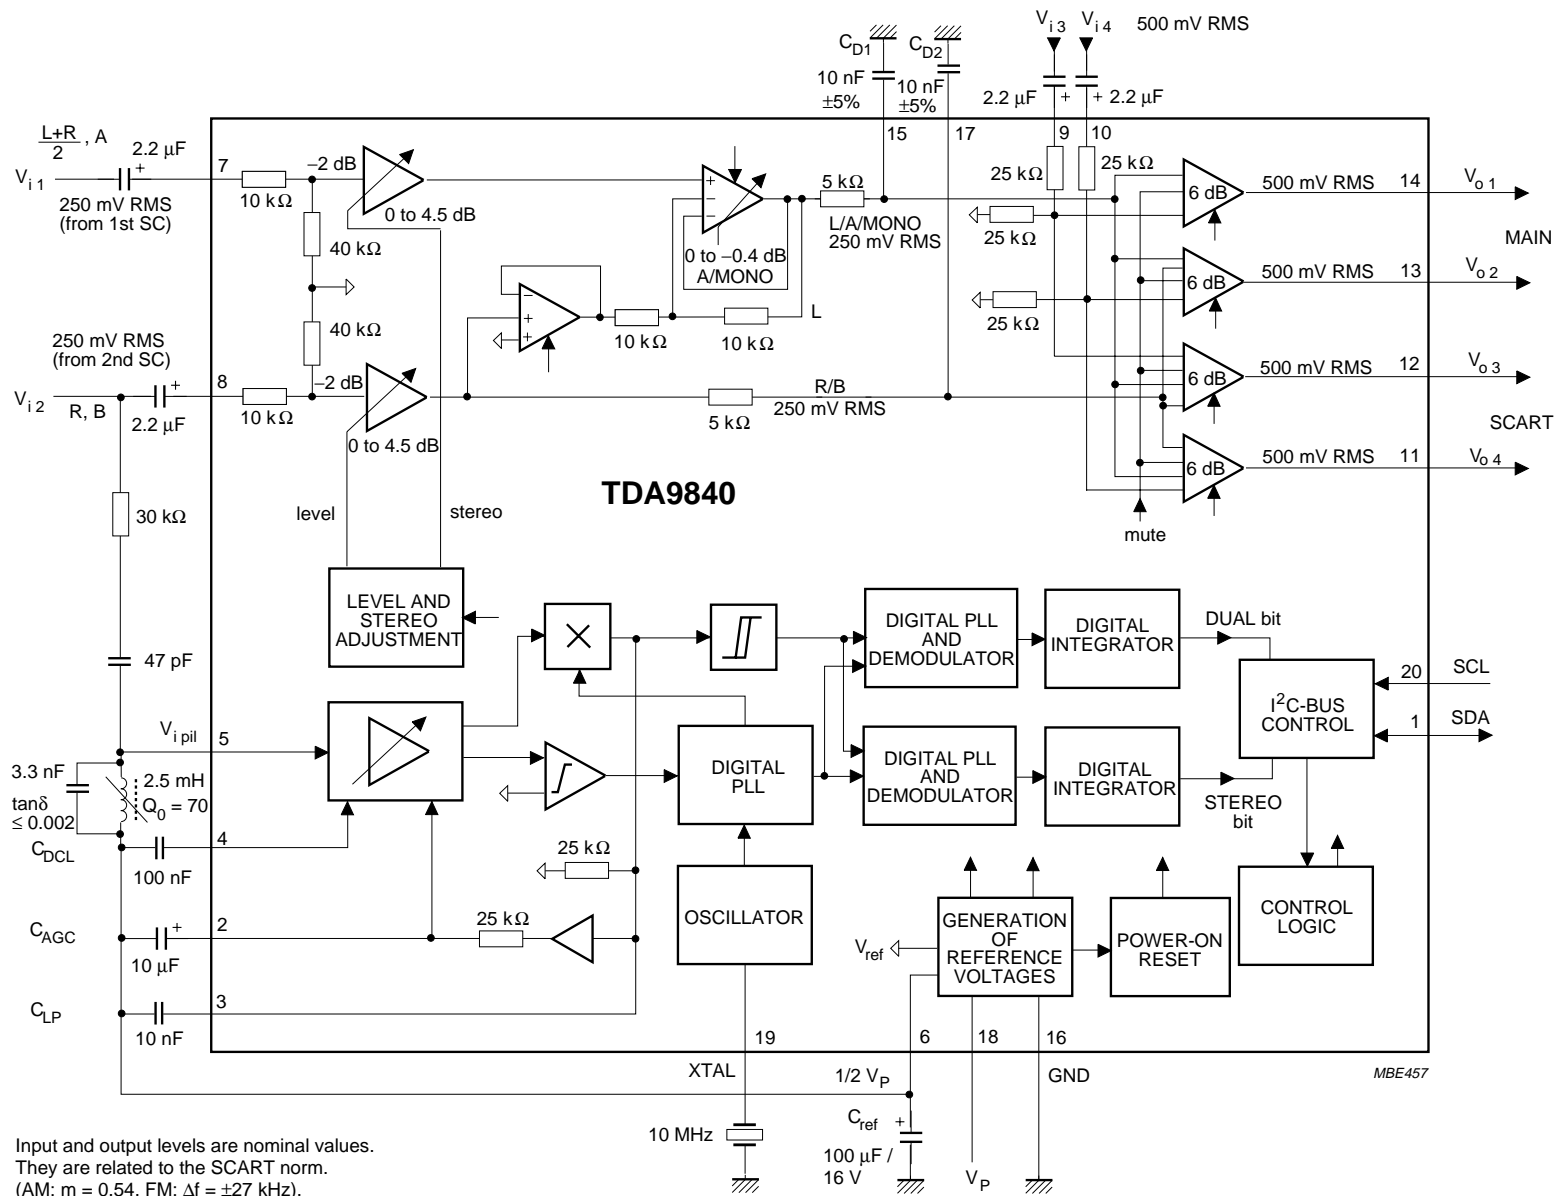 V i 3 V i 4 500 mV RMS
C D1 C D2
10 nF ±5%
10 nF ±5%
2.2 µF + + 2.2 µF
15 17 9 10
L+R
2 , A
2.2 µF
+
V i 1
250 mV RMS
(from 1st SC)
7
10 kΩ
−2 dB
0 to 4.5 dB
40 kΩ
40 kΩ
+
−
−
0 to −0.4 dB
A/MONO
5 kΩ
L/A/MONO
250 mV RMS
25 kΩ
25 kΩ
25 kΩ
25 kΩ
6 dB
500 mV RMS 14 V o 1
MAIN
6 dB
500 mV RMS 13 V o 2
−
+
+
10 kΩ
10 kΩ
L
250 mV RMS
(from 2nd SC)
V i 2
R, B
+
2.2 µF
8
10 kΩ
−2 dB
0 to 4.5 dB
5 kΩ
R/B
250 mV RMS
6 dB
500 mV RMS 12 V o 3
SCART
6 dB
500 mV RMS 11 V o 4
mute
TDA9840
level stereo
30 kΩ
47 pF
LEVEL AND
STEREO
ADJUSTMENT
×
DIGITAL PLL
AND
DEMODULATOR
DIGITAL
INTEGRATOR
DUAL bit
I2C-BUS
CONTROL
20 SCL
1 SDA
V i pil 5
3.3 nF
tanδ
≤ 0.002
2.5 mH
Q0 = 70
DIGITAL
PLL
DIGITAL PLL
AND
DEMODULATOR
DIGITAL
INTEGRATOR
STEREO
bit
CDCL
100 nF
4
25 kΩ
CAGC
+
10 µF
2
25 kΩ
CLP
10 nF
3
OSCILLATOR
Vref
GENERATION
OF
REFERENCE
VOLTAGES
POWER-ON
RESET
CONTROL
LOGIC
19 6 18 16
XTAL 1/2 VP GND
MBE457
10 MHz
Cref +
100 µF /
16 V
VP
Input and output levels are nominal values.
They are related to the SCART norm.
(AM: m = 0.54, FM: Δf = ±27 kHz).